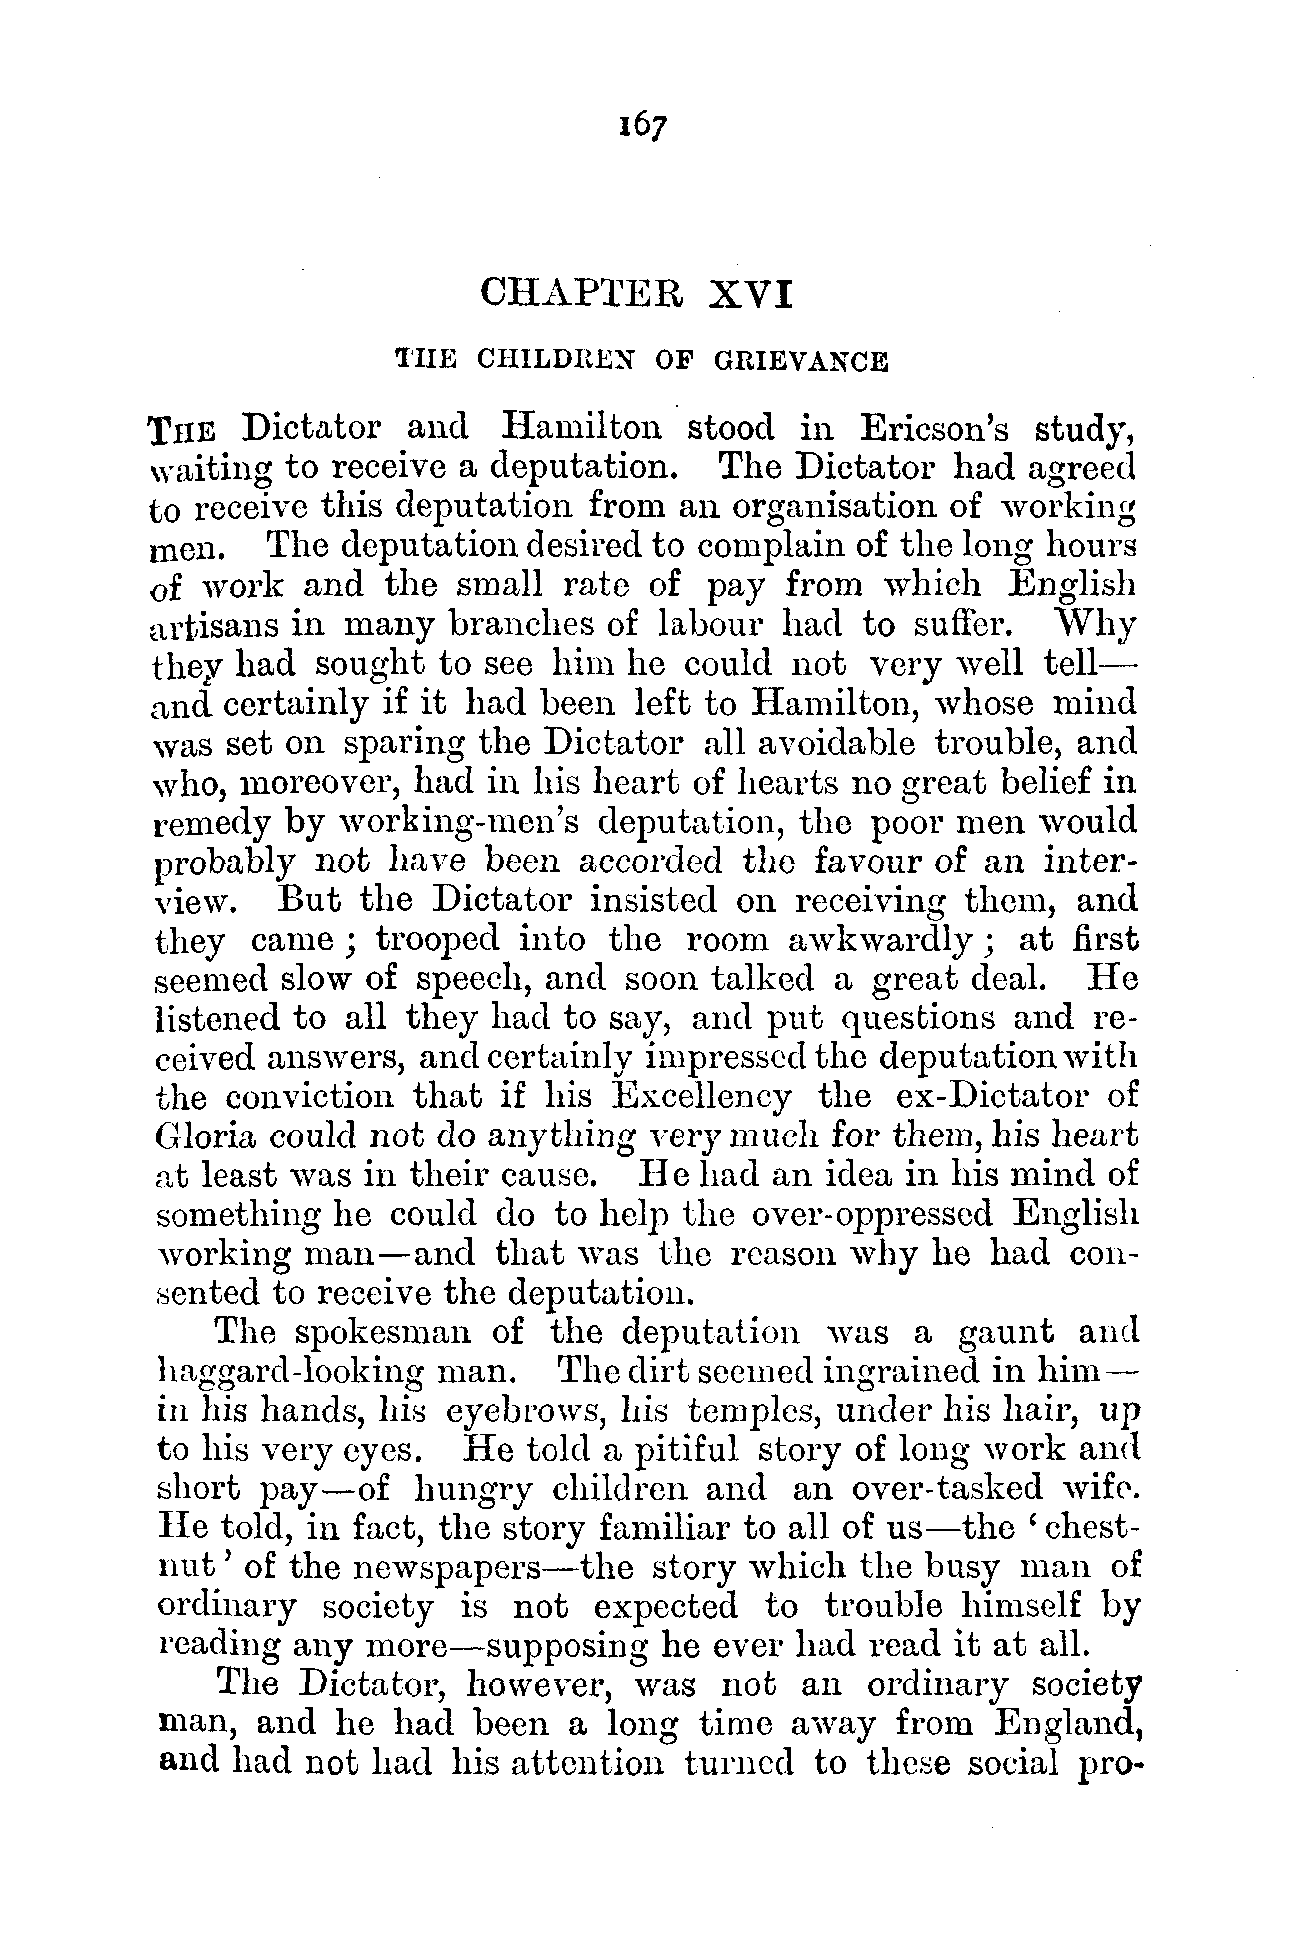 167
CHAPTER XVI
THE CHILDREN OF GRIEVANCE
THE Dictator and Hamilton stood in Ericson's study,
waiting to receive a deputation. The Dictator had agreed
to receive this deputation from an organisation of working
men. The deputation desired to complain of the long hours
of work and the small rate of pay from which English
artisans in many branches of labour had to suffer. Why
they had sought to see him he could not very well tell—
and certainly if it had been left to Hamilton, whose mind
was set on sparing the Dictator all avoidable trouble, and
who, moreover, had in his heart of hearts no great belief in
remedy by working-men's deputation, the poor men would
probably not have been accorded the favour of an inter-
view. But the Dictator insisted on receiving them, and
they came ; trooped into the room awkwardly ; at first
seemed slow of speech, and soon talked a great deal. He
listened to all they had to say, and put questions and re-
ceived answers, and certainly impressed the deputation with
the conviction that if his Excellency the ex-Dictator of
Gloria could not do anything very much for them, his heart
at least was in their cause. He had an idea in his mind of
something he could do to help the over-oppressed English
working man—and that was the reason why he had con-
sented to receive the deputation.
The spokesman of the deputation was a gaunt and
haggard-looking man. The dirt seemed ingrained in him—
in his hands, his eyebrows, his temples, under his hair, up
to his very eyes. He told a pitiful story of long work and
short pay—of hungry children and an over-tasked wife.
He told, in fact, the story familiar to all of us—the ‘ chest-
nut ’ of the newspapers—the story which the busy man of
ordinary society is not expected to trouble himself by
reading any more—supposing he ever had read it at all.
The Dictator, however, was not an ordinary society
man, and he had been a long time away from England,
and had not had his attention turned to these social pro-